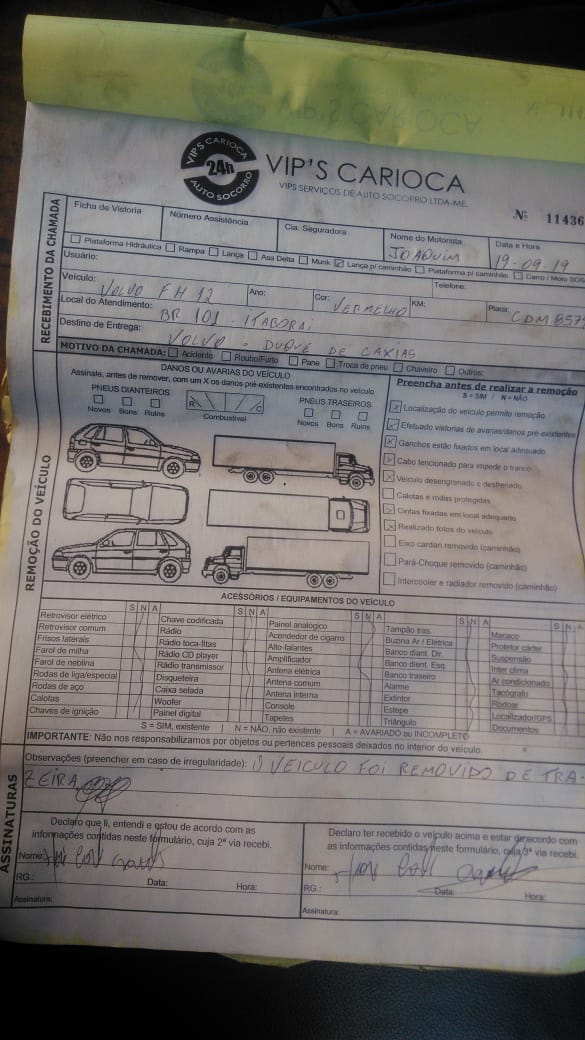 VIP'S CARIOCA
24h
AUTO SOCORRO
VIP'S CARIOCA
VIPS SERVIÇOS DE AUTO SOCORRO LTDA-ME.
Nº 11436
RECEBIMENTO DA CHAMADA
Ficha de Vistoria
Número Assistência
Cia. Seguradora
Nome do Motorista
JOAQUIM
Data e Hora
19-09-19
Plataforma Hidráulica Rampa Lança Asa Delta Munk Lança p/ caminhão Plataforma p/ caminhão Carro / Moto SOS
Usuário:
Telefone:
Veículo: VOLVO FH 12 Ano: Cor: VERMELHO KM: Placa: CDM 857
Local do Atendimento: BR 101 - ITABORAÍ
Destino de Entrega: VOLVO - DUQUE DE CAXIAS
MOTIVO DA CHAMADA: Acidente Roubo/Furto Pane Troca de pneu Chaveiro Outros:
REMOÇÃO DO VEÍCULO
DANOS OU AVARIAS DO VEÍCULO
Assinale, antes de remover, com um X os danos pré-existentes encontrados no veículo
PNEUS DIANTEIROS
Novos Bons Ruins
R C
Combustível
PNEUS TRASEIROS
Novos Bons Ruins
Preencha antes de realizar a remoção
S = SIM / N = NÃO
Localização do veículo permite remoção
Efetuado vistorias de avarias/danos pré-existentes
Ganchos estão fixados em local adequado
Cabo tencionado para impedir o tranco
Veículo desengrenado e desfreiado
Calotas e rodas protegidas
Cintas fixadas em local adequado
Realizado fotos do veículo
Eixo cardan removido (caminhão)
Pará-Choque removido (caminhão)
Intercooler e radiador removido (caminhão)
ACESSÓRIOS / EQUIPAMENTOS DO VEÍCULO
S N A S N A S N A S N A S N A
Retrovisor elétrico
Retrovisor comum
Frisos laterais
Farol de milha
Farol de neblina
Rodas de liga/especial
Rodas de aço
Calotas
Chaves de ignição
Chave codificada
Rádio
Rádio toca-fitas
Rádio CD player
Rádio transmissor
Disqueteira
Caixa selada
Woofer
Painel digital
Painel analógico
Acondedor de cigarro
Alto-falantes
Amplificador
Antena elétrica
Antena comum
Antena interna
Console
Tapetes
Tampão tras.
Buzina Ar / Elétrica
Banco diant. Dir.
Banco dient. Esq.
Banco traseiro
Alarme
Extintor
Estepe
Triângulo
Macaco
Protetor cárter
Suspensão
Inter clima
Ar condicionado
Tacógrafo
Rodoar
Localizador/GPS
Documentos
S = SIM, existente | N = NÃO, não existente | A = AVARIADO ou INCOMPLETO
IMPORTANTE: Não nos responsabilizamos por objetos ou pertences pessoais deixados no interior do veículo.
Observações (preencher em caso de irregularidade): O VEICULO FOI REMOVIDO DE TRA-
ZEIRA
ASSINATURAS
Declaro que li, entendi e estou de acordo com as
informações contidas neste formulário, cuja 2ª via recebi.
Nome:
RG.: Data: Hora:
Assinatura:
Declaro ter recebido o veículo acima e estar de acordo com
as informações contidas neste formulário, cuja 3ª via recebi.
Nome:
RG.: Data: Hora:
Assinatura: